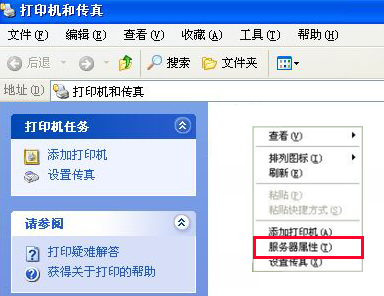 打印机和传真
文件(F) 编辑(E) 查看(V) 收藏(A) 工具(T) 帮助(H)
后退 搜索 文件夹
地址(D) 打印机和传真
打印机任务
添加打印机
设置传真
请参阅
打印疑难解答
获得关于打印的帮助
查看(V)
排列图标(I)
刷新(E)
粘贴(P)
粘贴快捷方式(S)
添加打印机(A)
服务器属性(T)
设置传真(X)